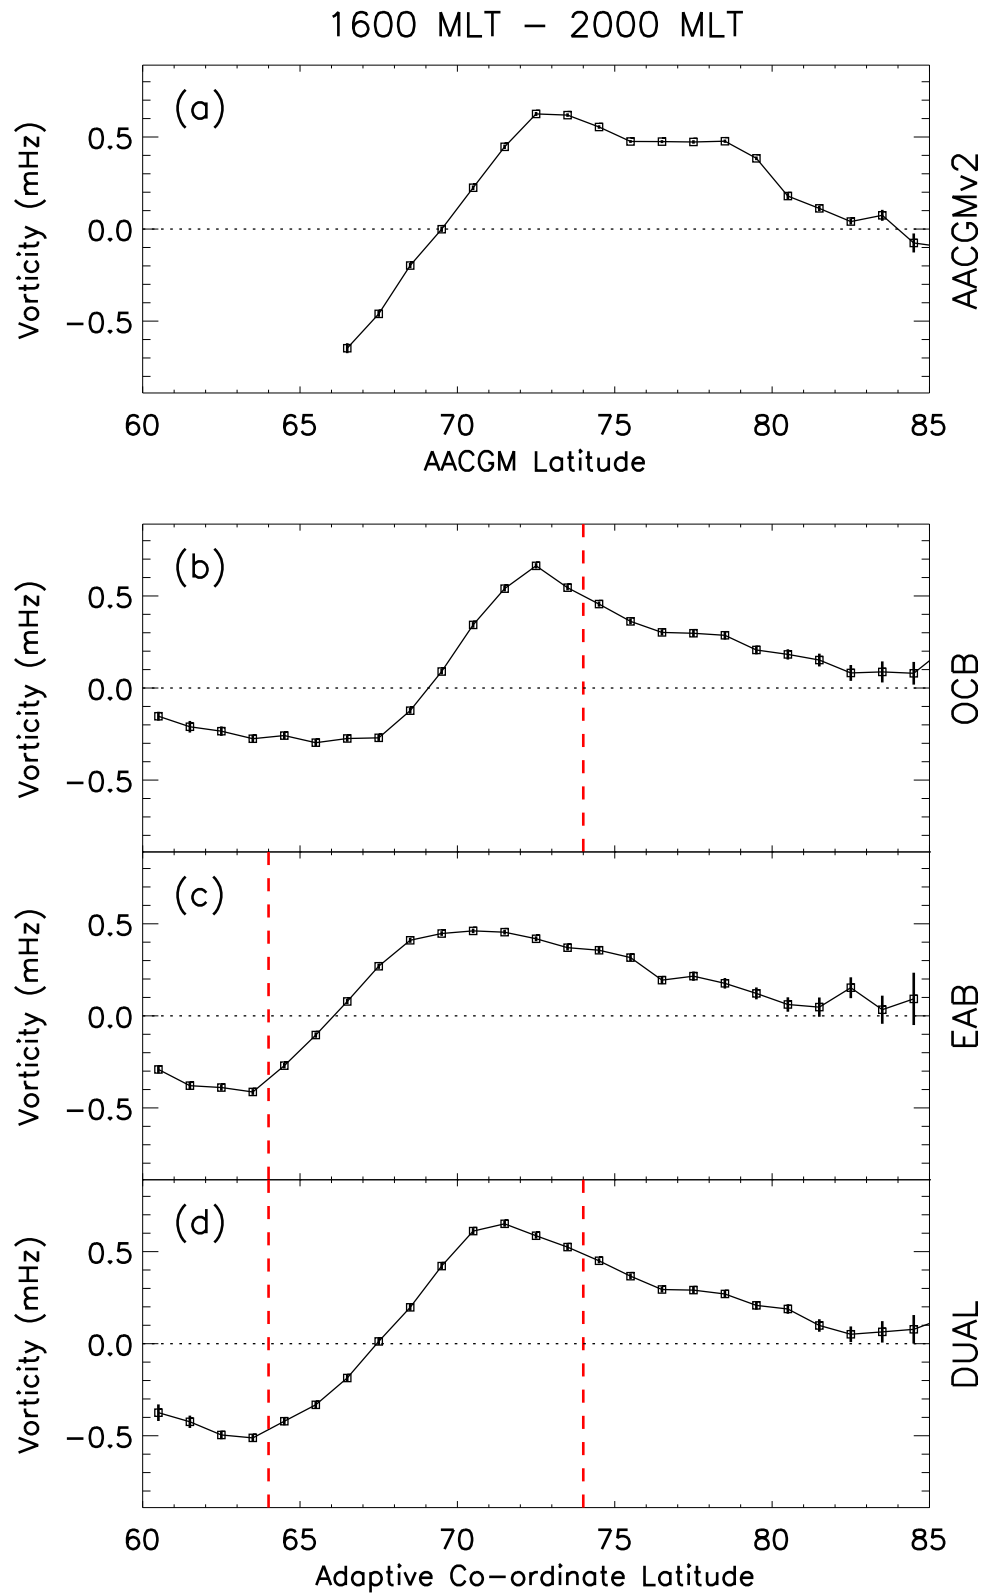 1600 MLT − 2000 MLT
(a)
Vorticity (mHz)
0.5
0.0
−0.5
AACGMv2
60 65 70 75 80 85
AACGM Latitude
(b)
Vorticity (mHz)
0.5
0.0
−0.5
OCB
(c)
Vorticity (mHz)
0.5
0.0
−0.5
EAB
(d)
Vorticity (mHz)
0.5
0.0
−0.5
DUAL
60 65 70 75 80 85
Adaptive Co−ordinate Latitude